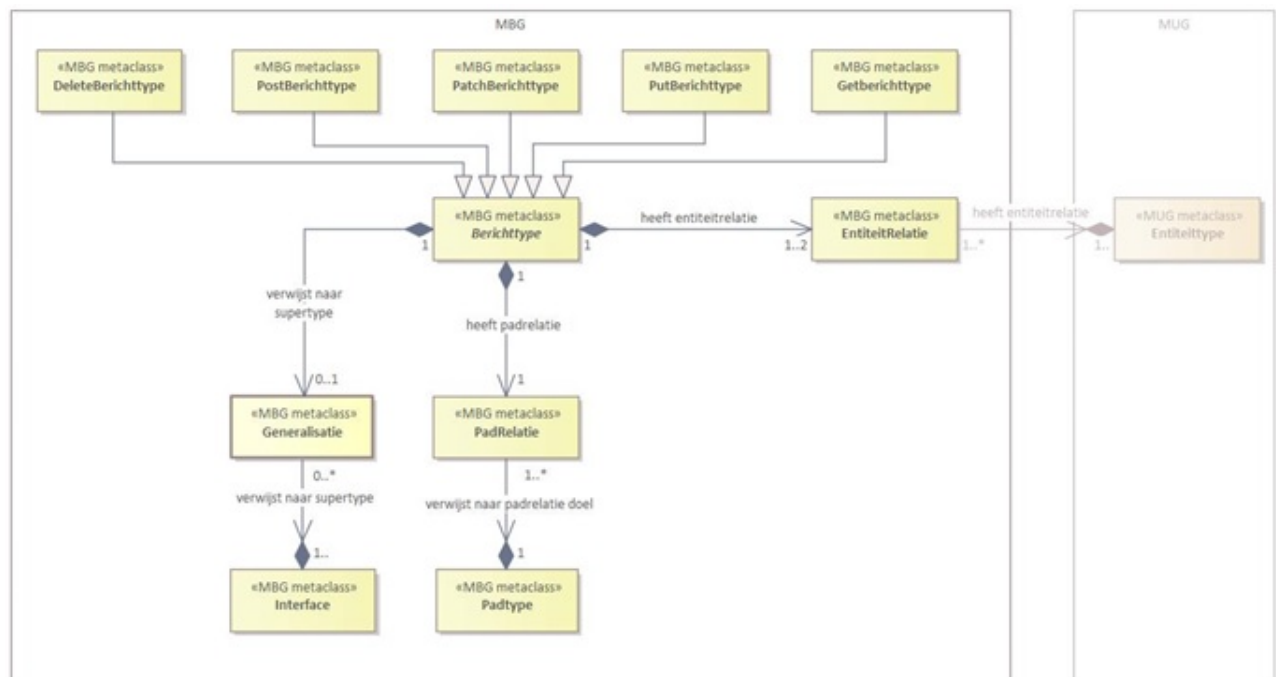 MBG
MUG
«MBG metaclass»
DeleteBerichttype
«MBG metaclass»
PostBerichttype
«MBG metaclass»
PatchBerichttype
«MBG metaclass»
PutBerichttype
«MBG metaclass»
Getberichttype
«MBG metaclass»
Berichttype
1
1
heeft entiteitrelatie
1..2
«MBG metaclass»
EntiteitRelatie
heeft entiteitrelatie
1..*
1..
«MUG metaclass»
Entiteittype
1
verwijst naar
supertype
heeft padrelatie
0..1
1
«MBG metaclass»
Generalisatie
«MBG metaclass»
PadRelatie
0..*
1..*
verwijst naar supertype
verwijst naar padrelatie doel
1..
1
«MBG metaclass»
Interface
«MBG metaclass»
Padtype